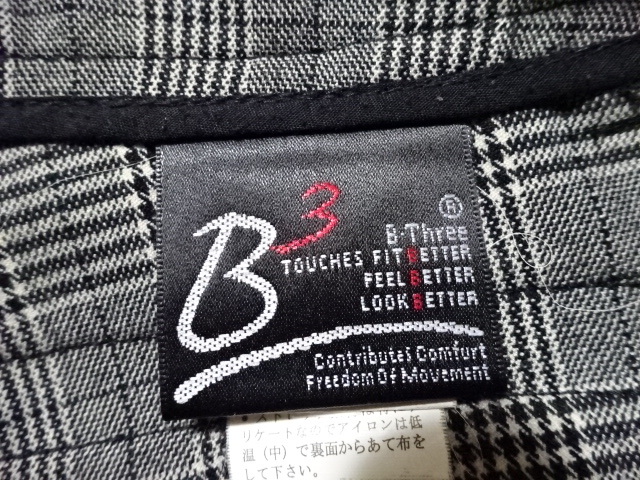 B3
®
B-Three
TOUCHES FIT BETTER
FEEL BETTER
LOOK BETTER
Contributes Comfort
Freedom Of Movement
リケートなのでアイロンは低
温（中）で裏面からあて布を
して下さい。